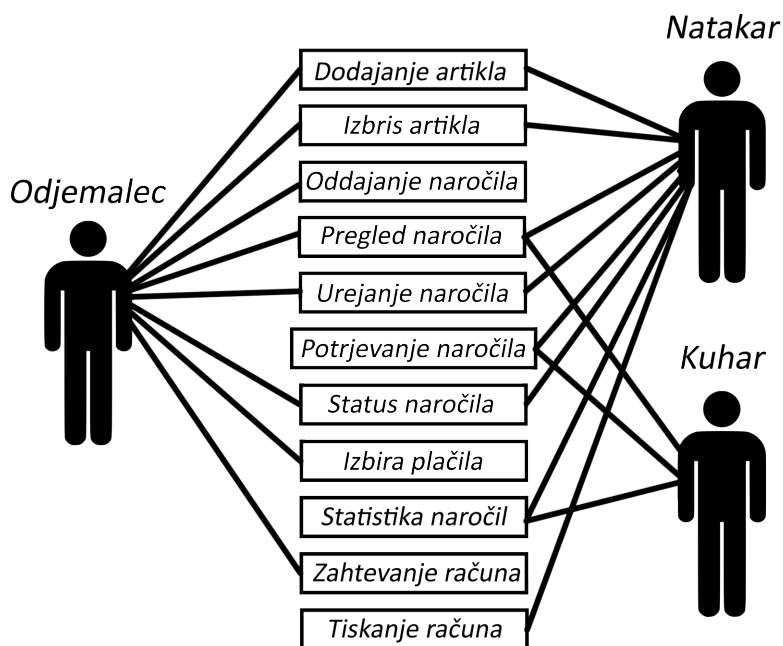 Natakar
Dodajanje artikla
Izbris artikla
Odjemalec
Oddajanje naročila
Pregled naročila
Urejanje naročila
Potrjevanje naročila
Kuhar
Status naročila
Izbira plačila
Statistika naročil
Zahtevanje računa
Tiskanje računa